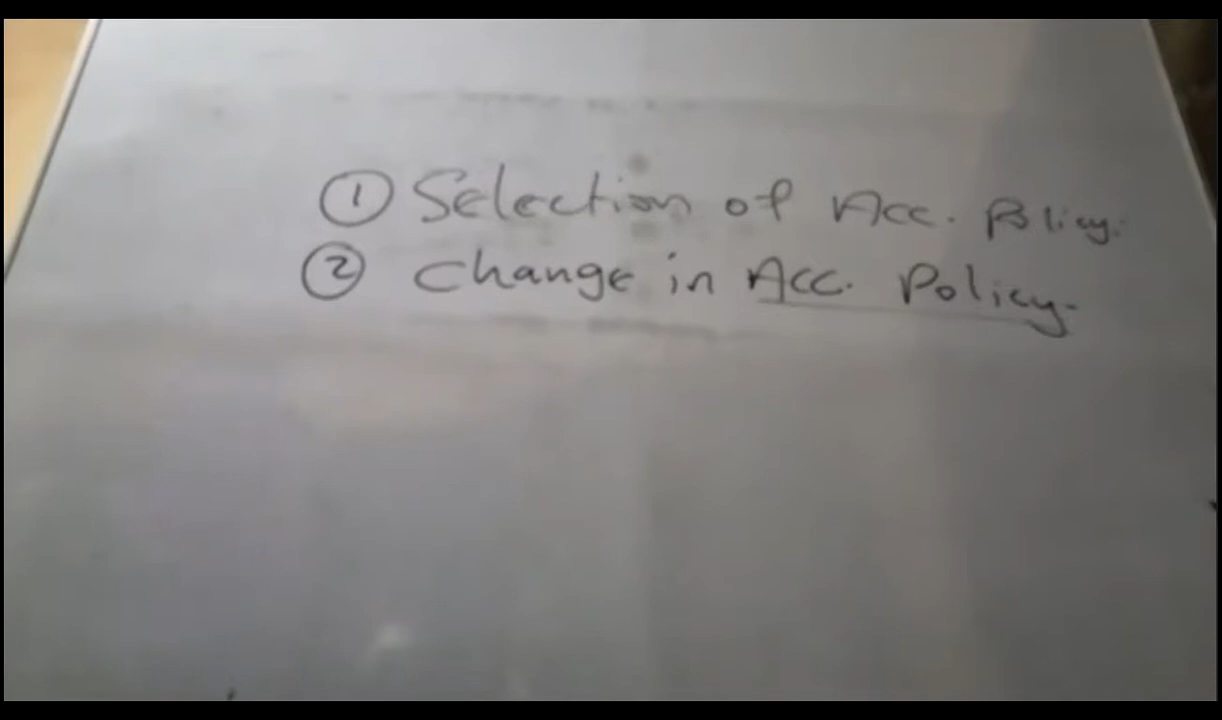 ① Selection of Acc. Policy.
② Change in Acc. Policy.